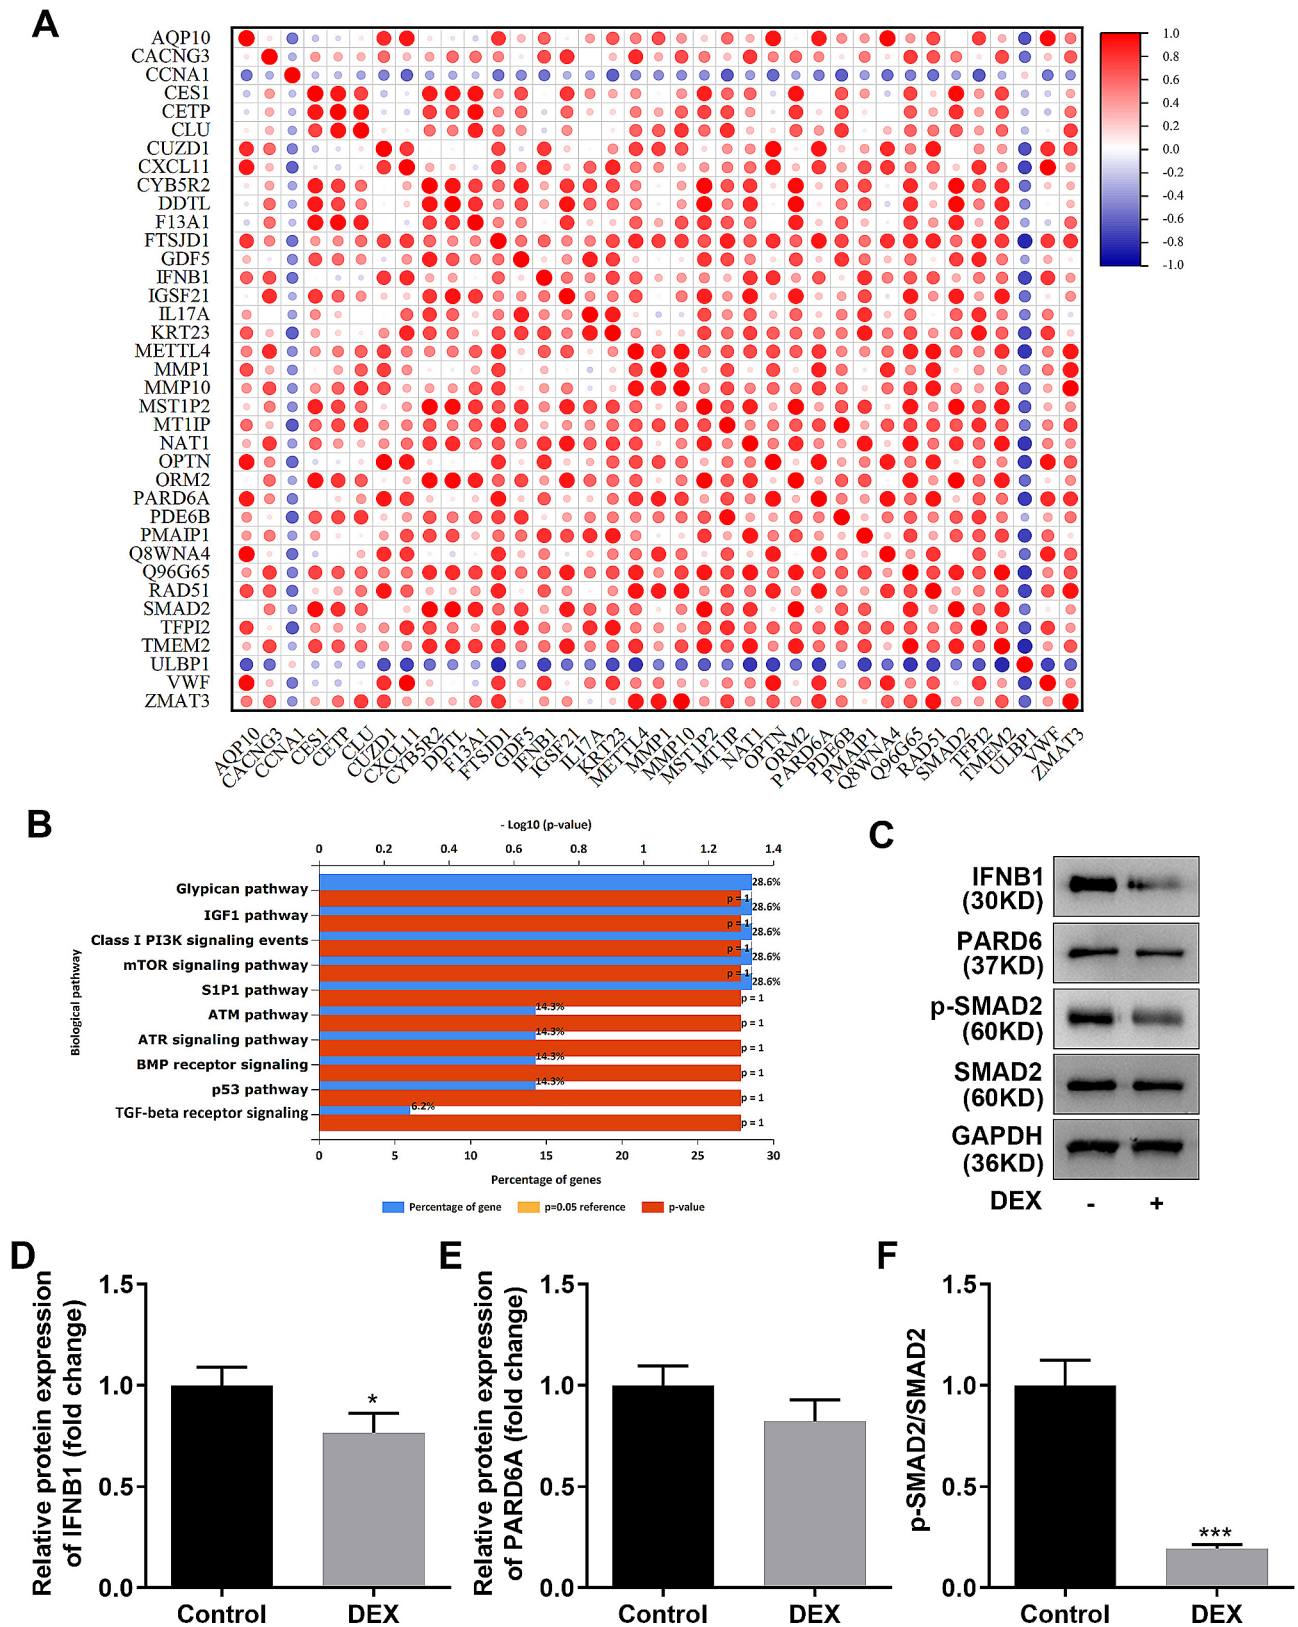 A
AQP10
CACNG3
CCNA1
CES1
CETP
CLU
CUZD1
CXCL11
CYB5R2
DDTL
F13A1
FTSJD1
GDF5
IFNB1
IGSF21
IL17A
KRT23
METTL4
MMP1
MMP10
MST1P2
MT1IP
NAT1
OPTN
ORM2
PARD6A
PDE6B
PMAIP1
Q8WNA4
Q96G65
RAD51
SMAD2
TFPI2
TMEM2
ULBP1
VWF
ZMAT3
1.0
0.8
0.6
0.4
0.2
0.0
-0.2
-0.4
-0.6
-0.8
-1.0
AQP10 CACNG3 CCNA1 CES1 CETP CLU CUZD1 CXCL11 CYB5R2 DDTL F13A1 FTSJD1 GDF5 IFNB1 IGSF21 IL17A KRT23 METTL4 MMP1 MMP10 MST1P2 MT1IP NAT1 OPTN ORM2 PARD6A PDE6B PMAIP1 Q8WNA4 Q96G65 RAD51 SMAD2 TFPI2 TMEM2 ULBP1 VWF ZMAT3
B
- Log10 (p-value)
0 0.2 0.4 0.6 0.8 1 1.2 1.4
Biological pathway
Glypican pathway 28.6%
p = 1
IGF1 pathway 28.6%
p = 1
Class I PI3K signaling events 28.6%
p = 1
mTOR signaling pathway 28.6%
p = 1
S1P1 pathway 28.6%
p = 1
ATM pathway 14.3%
p = 1
ATR signaling pathway 14.3%
p = 1
BMP receptor signaling 14.3%
p = 1
p53 pathway 14.3%
p = 1
TGF-beta receptor signaling 6.2%
p = 1
0 5 10 15 20 25 30
Percentage of genes
Percentage of gene p=0.05 reference p-value
C
IFNB1
(30KD)
PARD6
(37KD)
p-SMAD2
(60KD)
SMAD2
(60KD)
GAPDH
(36KD)
DEX - +
D
Relative protein expression
of IFNB1 (fold change)
1.5
1.0
0.5
0.0
*
Control DEX
E
Relative protein expression
of PARD6A (fold change)
1.5
1.0
0.5
0.0
Control DEX
F
p-SMAD2/SMAD2
1.5
1.0
0.5
0.0
***
Control DEX